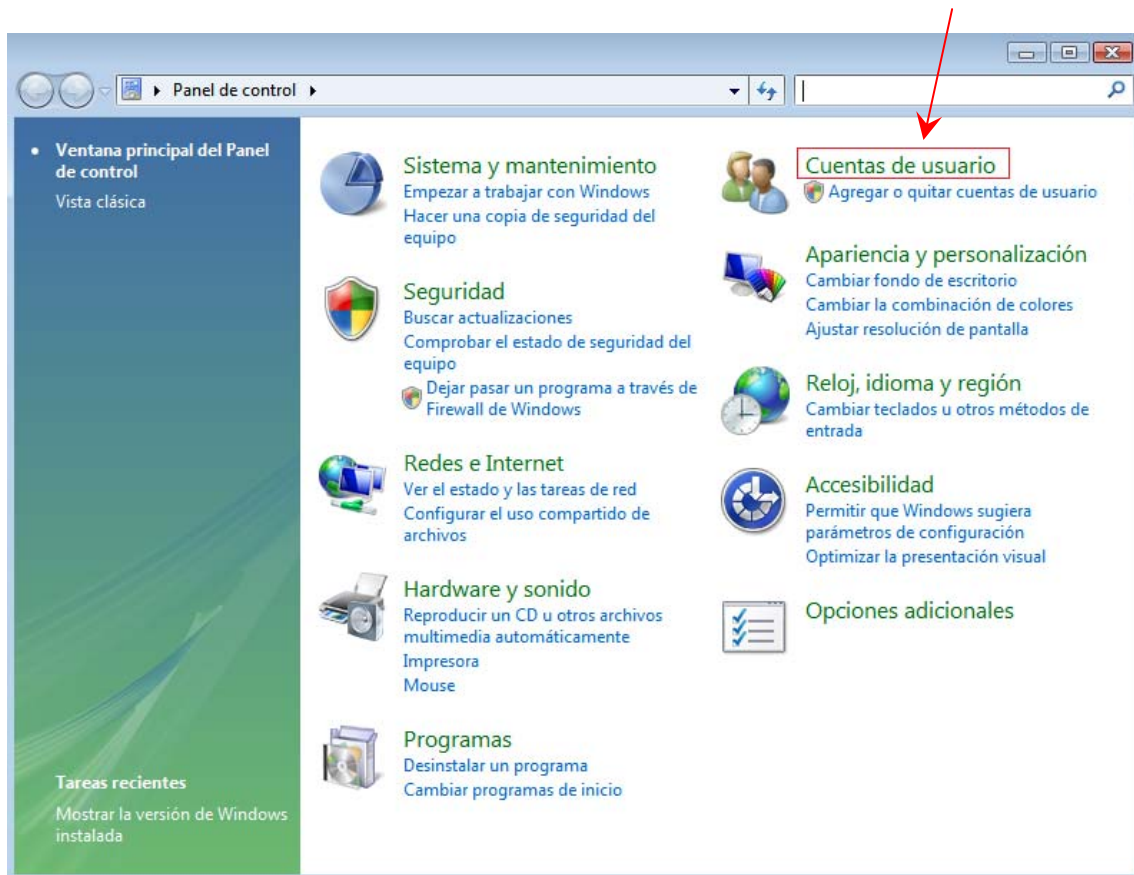 Panel de control
Ventana principal del Panel
de control
Vista clásica
Sistema y mantenimiento
Empezar a trabajar con Windows
Hacer una copia de seguridad del
equipo
Seguridad
Buscar actualizaciones
Comprobar el estado de seguridad del
equipo
Dejar pasar un programa a través de
Firewall de Windows
Redes e Internet
Ver el estado y las tareas de red
Configurar el uso compartido de
archivos
Hardware y sonido
Reproducir un CD u otros archivos
multimedia automáticamente
Impresora
Mouse
Programas
Desinstalar un programa
Cambiar programas de inicio
Cuentas de usuario
Agregar o quitar cuentas de usuario
Apariencia y personalización
Cambiar fondo de escritorio
Cambiar la combinación de colores
Ajustar resolución de pantalla
Reloj, idioma y región
Cambiar teclados u otros métodos de
entrada
Accesibilidad
Permitir que Windows sugiera
parámetros de configuración
Optimizar la presentación visual
Opciones adicionales
Tareas recientes
Mostrar la versión de Windows
instalada